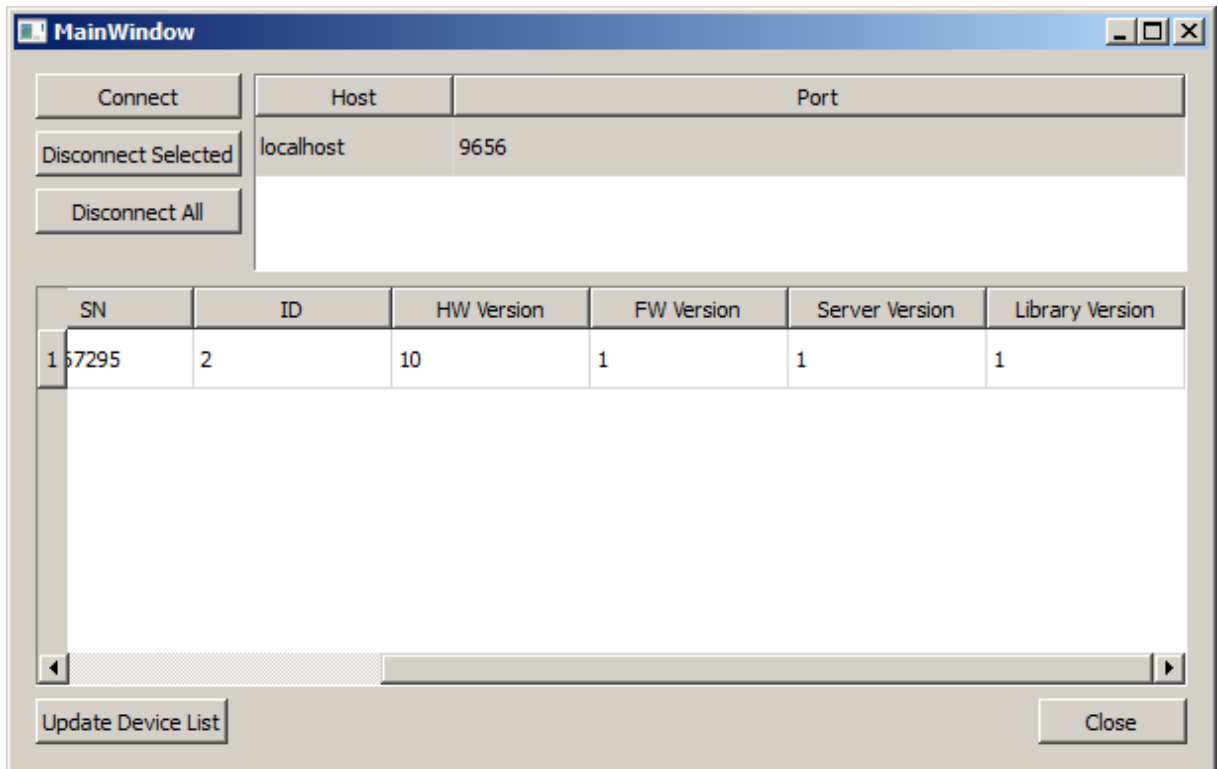 MainWindow
Connect
Host Port
Disconnect Selected
localhost 9656
Disconnect All
SN ID HW Version FW Version Server Version Library Version
1 2 10 1 1 1
Update Device List Close